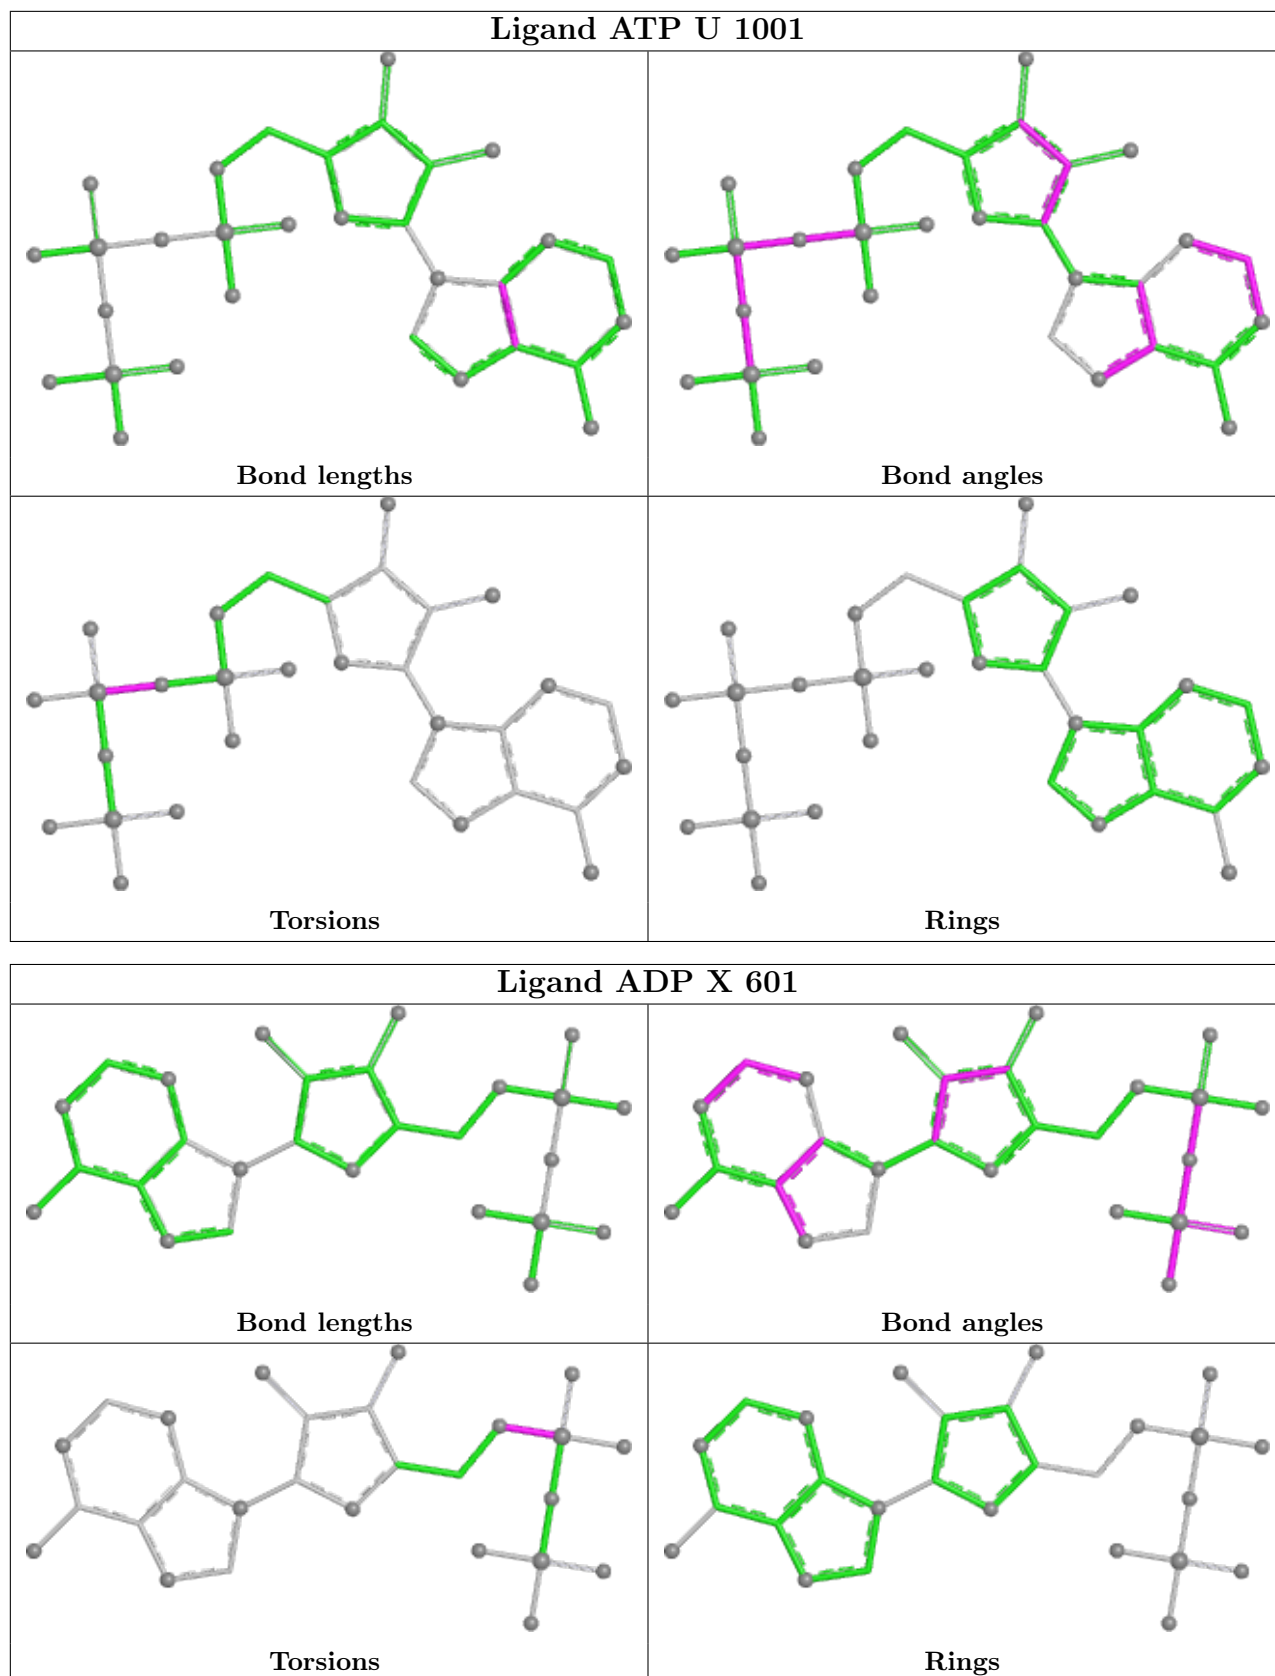 Ligand ATP U 1001
Bond lengths
Bond angles
Torsions
Rings
Ligand ADP X 601
Bond lengths
Bond angles
Torsions
Rings